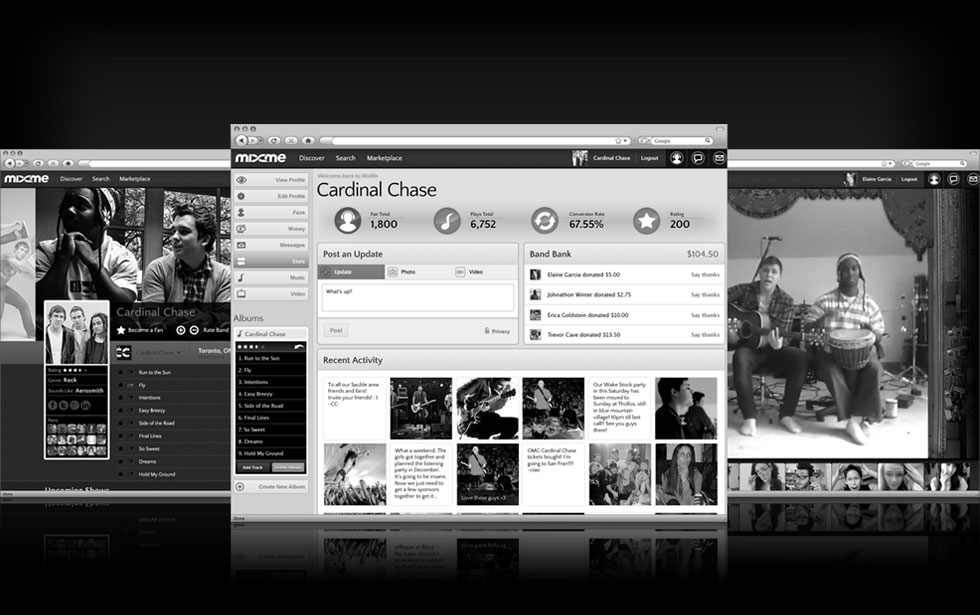 mixme Discover Search Marketplace
Cardinal Chase
Become a Fan
Rate Band
Cardinal Chase
Toronto, ON
Rating
Genre Rock
Sounds Like Aerosmith
Fans
Run to the Sun
Fly
Intentions
Easy Breezy
Side of the Road
Final Lines
So Sweet
Dreams
Hold My Ground
Upcoming Shows
Done
Google
mixme Discover Search Marketplace Cardinal Chase Logout
View Profile
Edit Profile
Fans
Money
Messages
Stats
Music
Video
Albums
Cardinal Chase
1. Run to the Sun
2. Fly
3. Intentions
4. Easy Breezy
5. Side of the Road
6. Final Lines
7. So Sweet
8. Dreams
9. Hold My Ground
Add Track
Create New Album
Welcome back to MixMe
Cardinal Chase
Fan Total
1,800
Plays Total
6,752
Conversion Rate
67.55%
Rating
200
Post an Update
Update Photo Video
What's up?
Post Privacy
Band Bank $104.50
Elaine Garcia donated $5.00 Say thanks
Johnathon Winter donated $2.75 Say thanks
Erica Goldstein donated $10.00 Say thanks
Trevor Cave donated $13.50 Say thanks
Recent Activity
To all our Sauble area
friends and fans!
Invite your friends! :)
-CC:
Our Wake Stock party
in this Saturday has
been moved to
Sunday at Thollos, still
in blue mountain
village! 10pm till last
call!! See you guys
there!
What a weekend. The
girls got together and
planned the listening
party in December.
It's going to be insane
Now we just need to
get a few sponsors
together to get it...
Love these guys <3
OMG Cardinal Chase
tickets bought! I'm
going to San Fran!!!!
~xiao
Done
Google
Elaine Garcia Logout